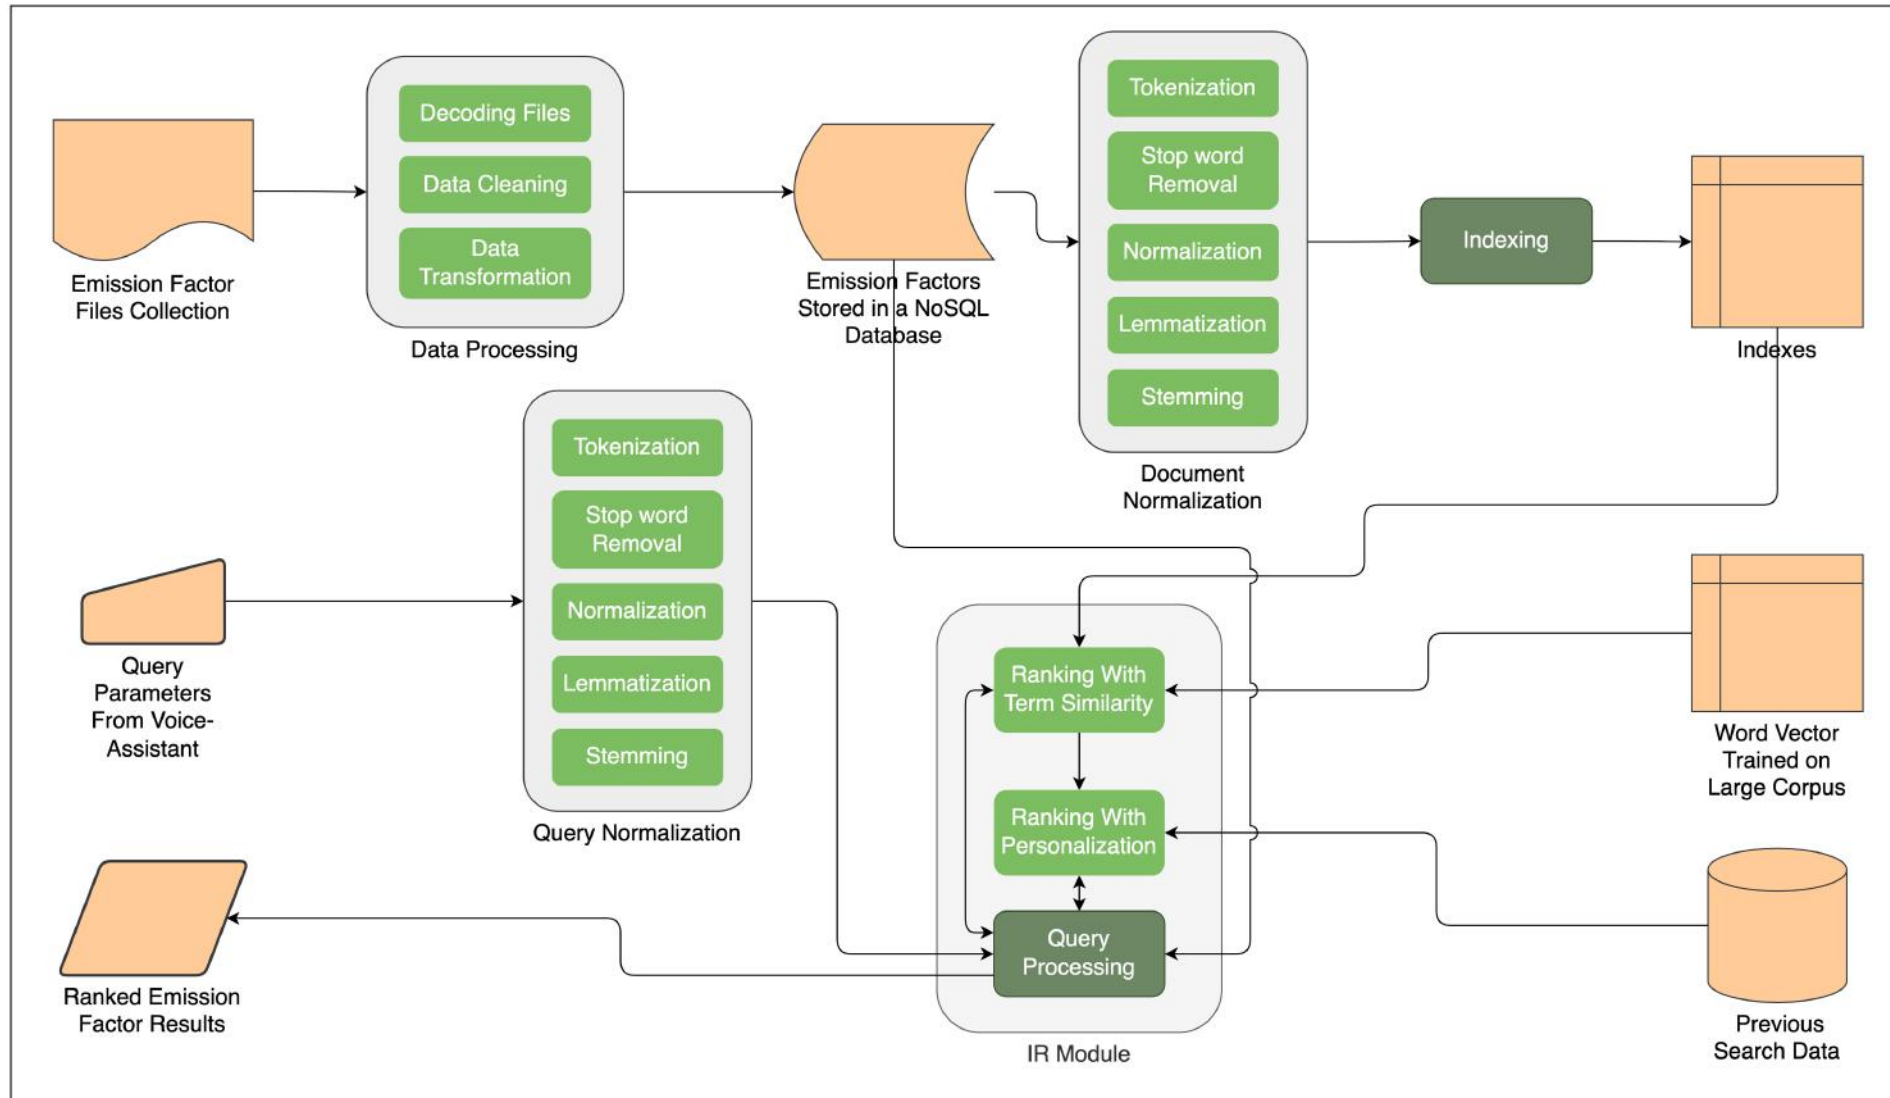 Emission Factor
Files Collection
Decoding Files
Data Cleaning
Data
Transformation
Data Processing
Emission Factors
Stored in a NoSQL
Database
Tokenization
Stop word
Removal
Normalization
Lemmatization
Stemming
Document
Normalization
Indexing
Indexes
Query
Parameters
From Voice-
Assistant
Tokenization
Stop word
Removal
Normalization
Lemmatization
Stemming
Query Normalization
Ranking With
Term Similarity
Ranking With
Personalization
Query
Processing
IR Module
Word Vector
Trained on
Large Corpus
Previous
Search Data
Ranked Emission
Factor Results